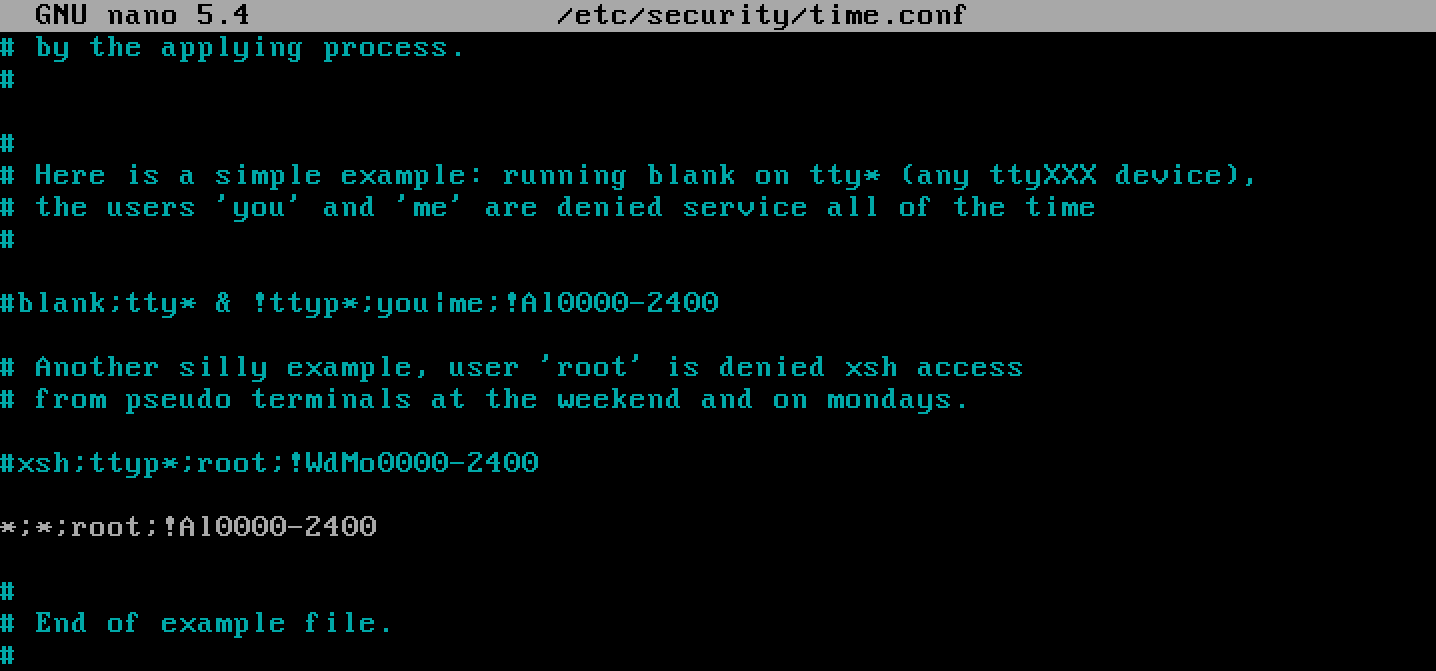 GNU nano 5.4 /etc/security/time.conf
# by the applying process.
#
#
# Here is a simple example: running blank on tty* (any ttyXXX device),
# the users 'you' and 'me' are denied service all of the time
#
#blank;tty* & !ttyp*;you|me;!Al0000-2400
# Another silly example, user 'root' is denied xsh access
# from pseudo terminals at the weekend and on mondays.
#xsh;ttyp*;root;!WdMo0000-2400
*;*;root;!Al0000-2400
#
# End of example file.
#